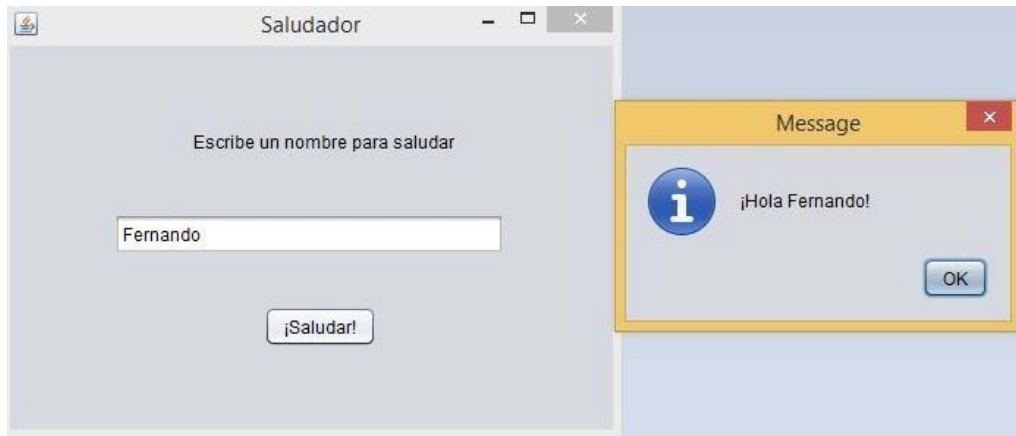 Saludador
Escribe un nombre para saludar
Fernando
¡Saludar!
Message
¡Hola Fernando!
OK